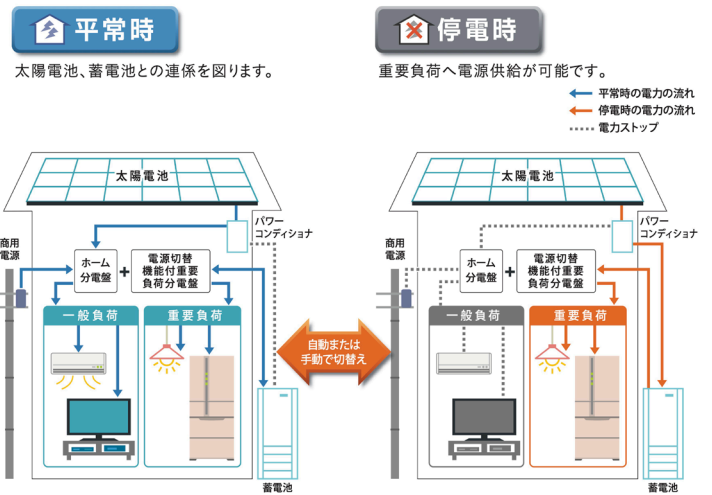 平常時
太陽電池、蓄電池との連係を図ります。
停電時
重要負荷へ電源供給が可能です。
平常時の電力の流れ
停電時の電力の流れ
電力ストップ
太陽電池
パワー
コンディショナ
商用
電源
ホーム
分電盤
+
電源切替
機能付重要
負荷分電盤
一般負荷
重要負荷
蓄電池
自動または
手動で切替え
太陽電池
パワー
コンディショナ
商用
電源
ホーム
分電盤
+
電源切替
機能付重要
負荷分電盤
一般負荷
重要負荷
蓄電池